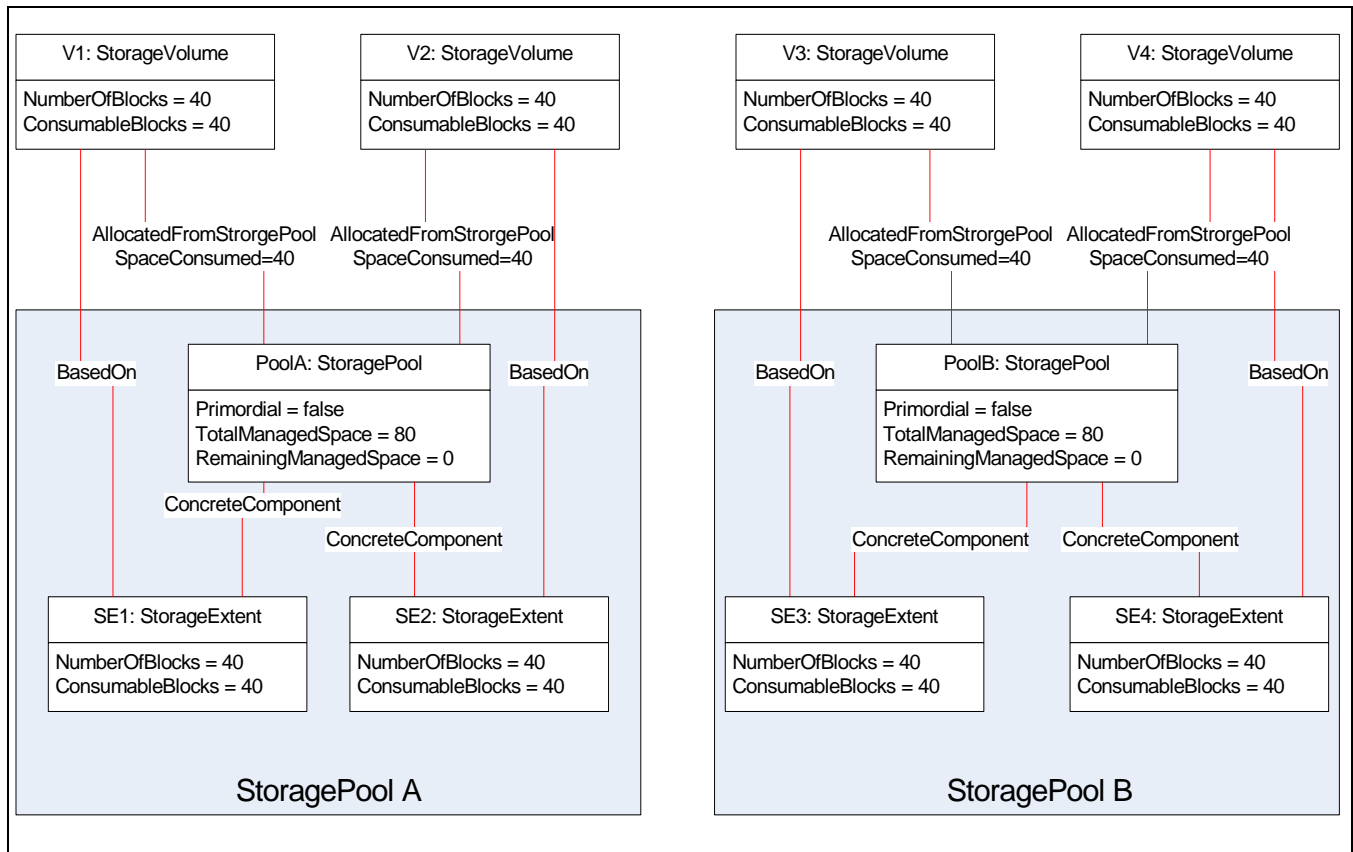 V1: StorageVolume
NumberOfBlocks = 40
ConsumableBlocks = 40
V2: StorageVolume
NumberOfBlocks = 40
ConsumableBlocks = 40
V3: StorageVolume
NumberOfBlocks = 40
ConsumableBlocks = 40
V4: StorageVolume
NumberOfBlocks = 40
ConsumableBlocks = 40
AllocatedFromStrorgePool
SpaceConsumed=40
AllocatedFromStrorgePool
SpaceConsumed=40
AllocatedFromStrorgePool
SpaceConsumed=40
AllocatedFromStrorgePool
SpaceConsumed=40
BasedOn
PoolA: StoragePool
Primordial = false
TotalManagedSpace = 80
RemainingManagedSpace = 0
BasedOn
BasedOn
PoolB: StoragePool
Primordial = false
TotalManagedSpace = 80
RemainingManagedSpace = 0
BasedOn
ConcreteComponent
ConcreteComponent
ConcreteComponent
ConcreteComponent
SE1: StorageExtent
NumberOfBlocks = 40
ConsumableBlocks = 40
SE2: StorageExtent
NumberOfBlocks = 40
ConsumableBlocks = 40
SE3: StorageExtent
NumberOfBlocks = 40
ConsumableBlocks = 40
SE4: StorageExtent
NumberOfBlocks = 40
ConsumableBlocks = 40
StoragePool A
StoragePool B